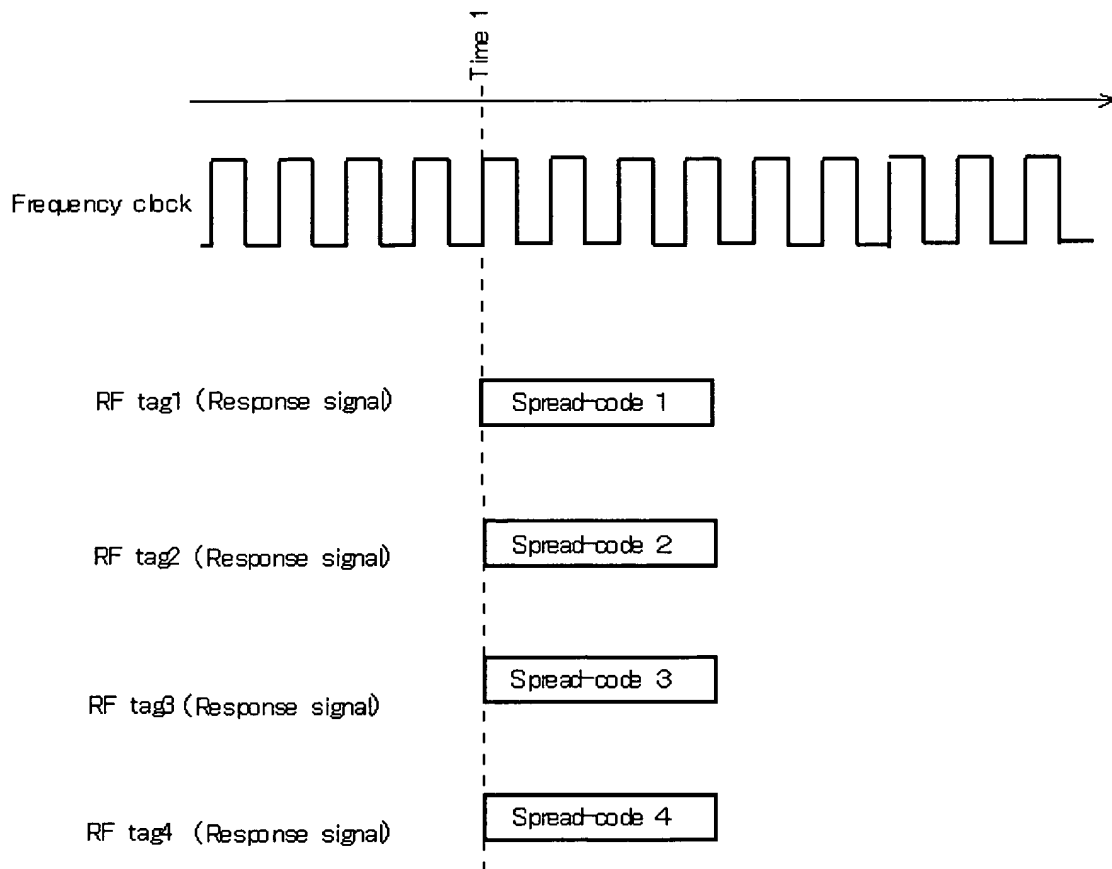 Time 1
Frequency clock
RF tag1 (Response signal)
Spread-code 1
RF tag2 (Response signal)
Spread-code 2
RF tag3 (Response signal)
Spread-code 3
RF tag4 (Response signal)
Spread-code 4